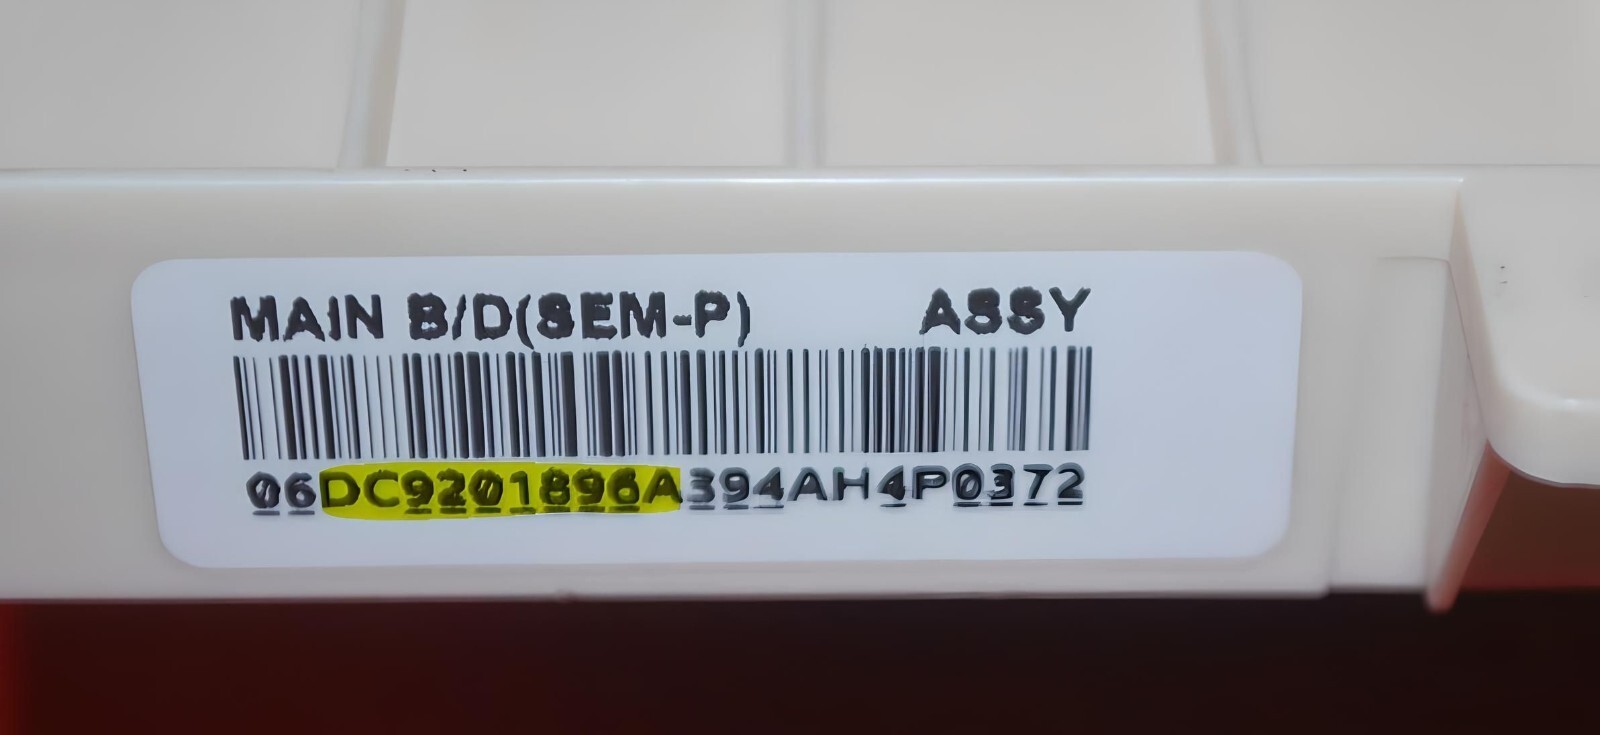 MAIN B/D(SEM-P) ASSY
06DC9201896A394AH4P0372